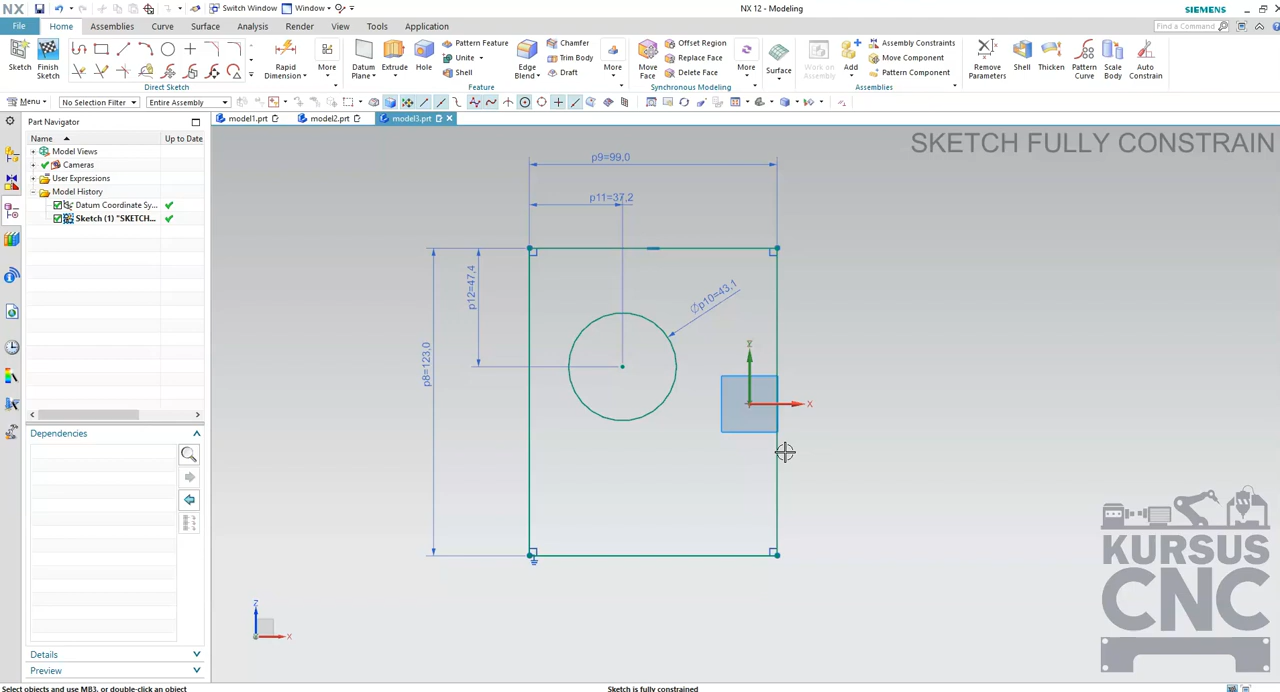 NX
Switch Window
Window
NX 12 - Modeling
SIEMENS
File
Home
Assemblies
Curve
Surface
Analysis
Render
View
Tools
Application
Find a Command
Sketch
Finish Sketch
Rapid Dimension
More
Direct Sketch
Datum Plane
Extrude
Hole
Pattern Feature
Unite
Shell
Edge Blend
Chamfer
Trim Body
Draft
More
Feature
Move Face
Offset Region
Replace Face
Delete Face
More
Synchronous Modeling
Surface
Work on Assembly
Add
Assembly Constraints
Move Component
Pattern Component
Assemblies
Remove Parameters
Shell
Thicken
Pattern Curve
Scale Body
Auto Constrain
Menu
No Selection Filter
Entire Assembly
Part Navigator
model1.prt
model2.prt
model3.prt
Name
Up to Date
Model Views
Cameras
User Expressions
Model History
Datum Coordinate Sy...
Sketch (1) "SKETCH...
SKETCH FULLY CONSTRAIN
p9=99,0
p11=37,2
p12=47,4
Øp10=43,1
p8=123,0
Z
X
Z
X
Dependencies
Details
Preview
KURSUS
CNC
Select objects and use MB3, or double-click an object
Sketch is fully constrained